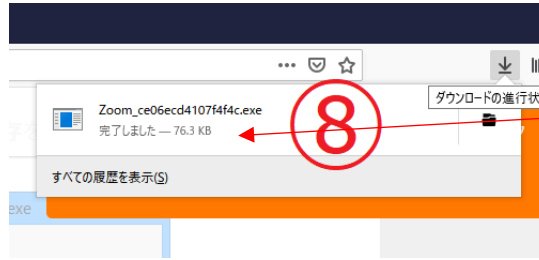 ダウンロードの進行状
Zoom_ce06ecd4107f4f4c.exe
完了しました — 76.3 KB
⑧
すべての履歴を表示(S)
exe